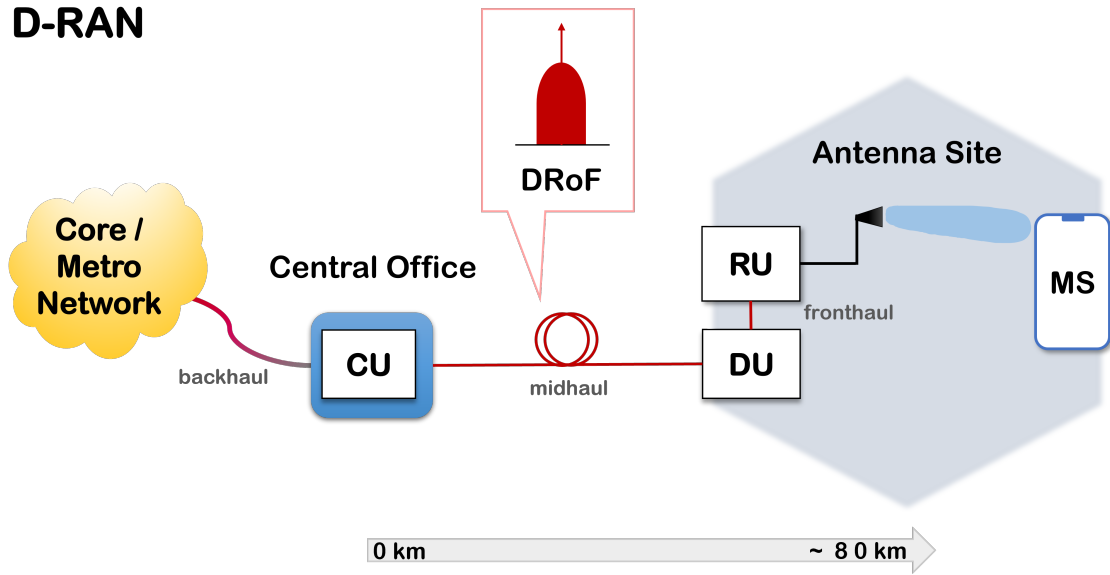 D-RAN
DRoF
Antenna Site
Core /
Metro
Network
Central Office
RU
MS
fronthaul
backhaul
CU
midhaul
DU
0 km
~ 8 0 km